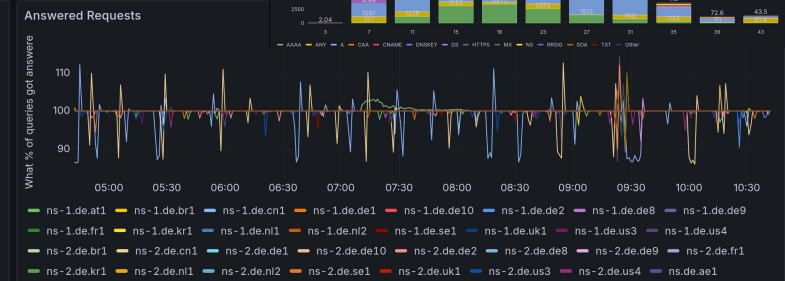 Answered Requests
2500
2.04
72.6
43.5
3 7 11 15 19 23 27 31 35 39 43
AAAA ANY A CAA CNAME DNSKEY DS HTTPS MX NS RRSIG SOA TXT Other
What % of queries got answere
110
100
90
05:00 05:30 06:00 06:30 07:00 07:30 08:00 08:30 09:00 09:30 10:00 10:30
ns-1.de.at1 ns-1.de.br1 ns-1.de.cn1 ns-1.de.de1 ns-1.de.de10 ns-1.de.de2 ns-1.de.de8 ns-1.de.de9
ns-1.de.fr1 ns-1.de.kr1 ns-1.de.nl1 ns-1.de.nl2 ns-1.de.se1 ns-1.de.uk1 ns-1.de.us3 ns-1.de.us4
ns-2.de.br1 ns-2.de.cn1 ns-2.de.de1 ns-2.de.de10 ns-2.de.de2 ns-2.de.de8 ns-2.de.de9 ns-2.de.fr1
ns-2.de.kr1 ns-2.de.nl1 ns-2.de.nl2 ns-2.de.se1 ns-2.de.uk1 ns-2.de.us3 ns-2.de.us4 ns.de.ae1